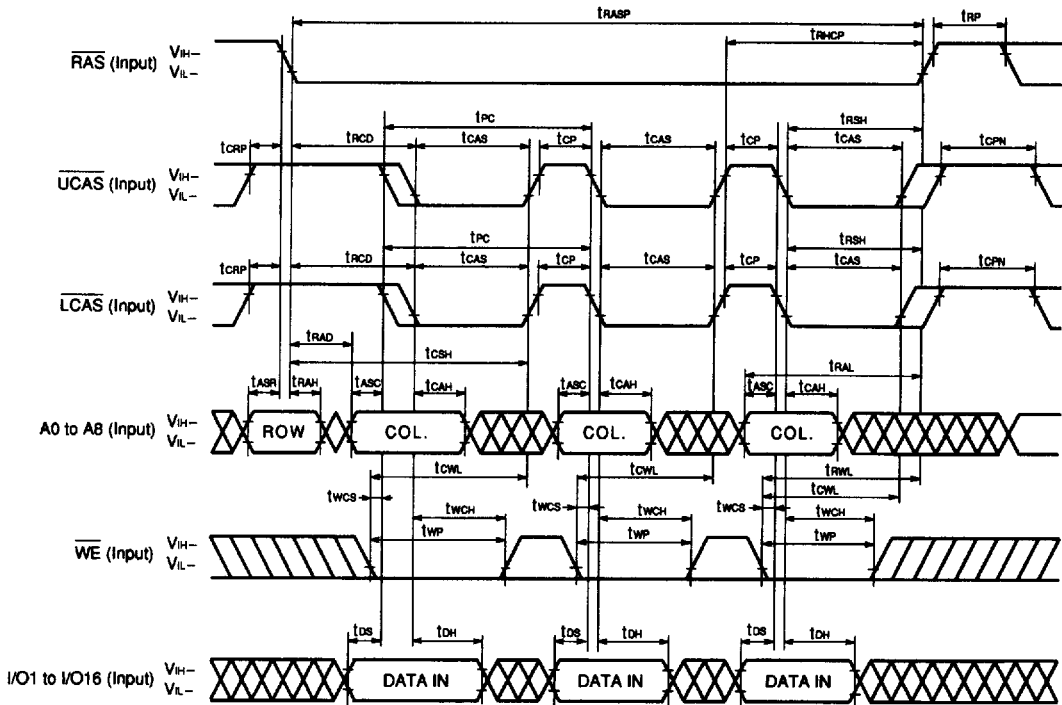 tRASP
tRHCP tRP
RAS (Input) VIH– VIL–
tPC tRSH
tCRP tRCD tCAS tCP tCAS tCP tCAS tCPN
UCAS (Input) VIH– VIL–
tPC tRSH
tCRP tRCD tCAS tCP tCAS tCP tCAS tCPN
LCAS (Input) VIH– VIL–
tRAD tCSH tRAL
tASR tRAH tASC tCAH tASC tCAH tASC tCAH
A0 to A8 (Input) VIH– VIL– ROW COL. COL. COL.
tCWL tCWL tRWL
tCWL
tWCS tWCH tWCS tWCH tWCS tWCH
tWP tWP tWP
WE (Input) VIH– VIL–
tDS tDH tDS tDH tDS tDH
I/O1 to I/O16 (Input) VIH– VIL– DATA IN DATA IN DATA IN